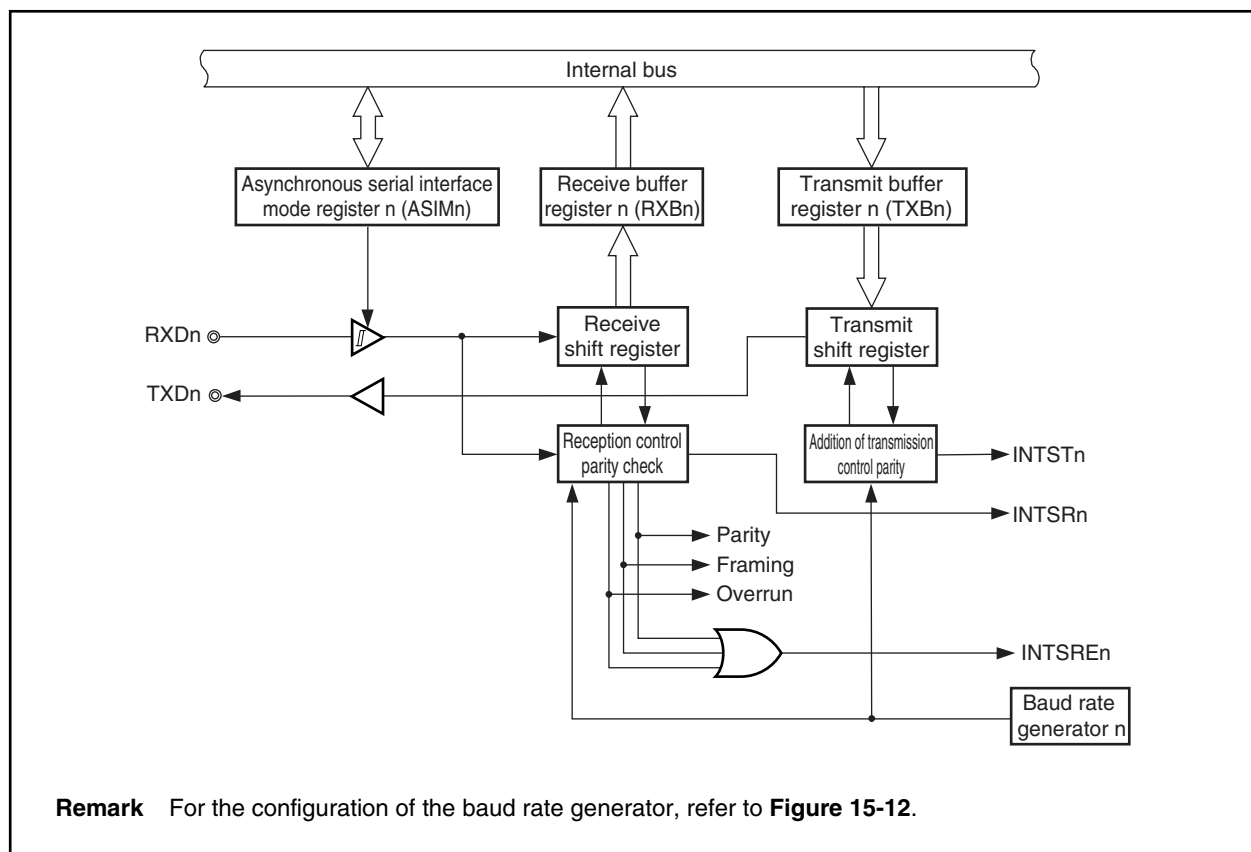 Internal bus
Asynchronous serial interface
mode register n (ASIMn)
Receive buffer
register n (RXBn)
Transmit buffer
register n (TXBn)
RXDn
Receive
shift register
Transmit
shift register
TXDn
Reception control
parity check
Addition of transmission
control parity
INTSTn
INTSRn
Parity
Framing
Overrun
INTSREn
Baud rate
generator n
Remark For the configuration of the baud rate generator, refer to Figure 15-12.